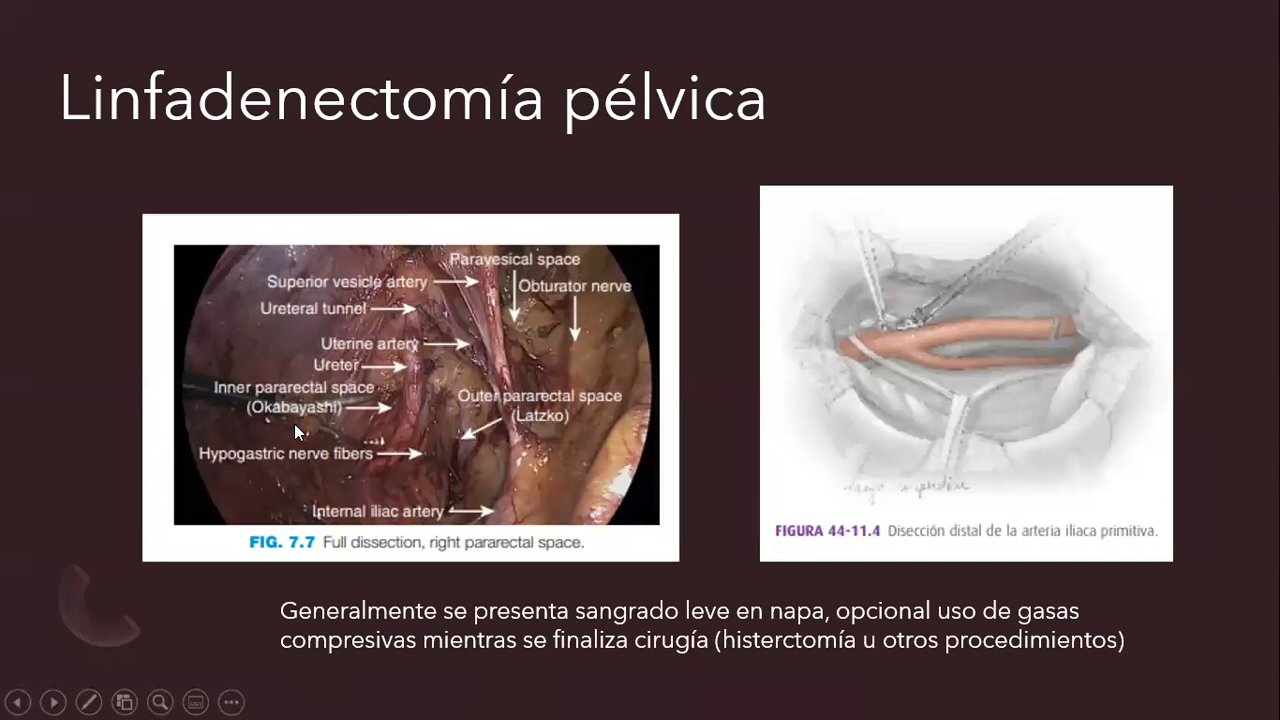 Linfadenectomía pélvica
Paravesical space
Superior vesicle artery
Obturator nerve
Ureteral tunnel
Uterine artery
Ureter
Inner pararectal space
(Okabayashi)
Outer pararectal space
(Latzko)
Hypogastric nerve fibers
Internal iliac artery
FIG. 7.7 Full dissection, right pararectal space.
FIGURA 44-11.4 Disección distal de la arteria iliaca primitiva.
Generalmente se presenta sangrado leve en napa, opcional uso de gasas
compresivas mientras se finaliza cirugía (histerctomía u otros procedimientos)